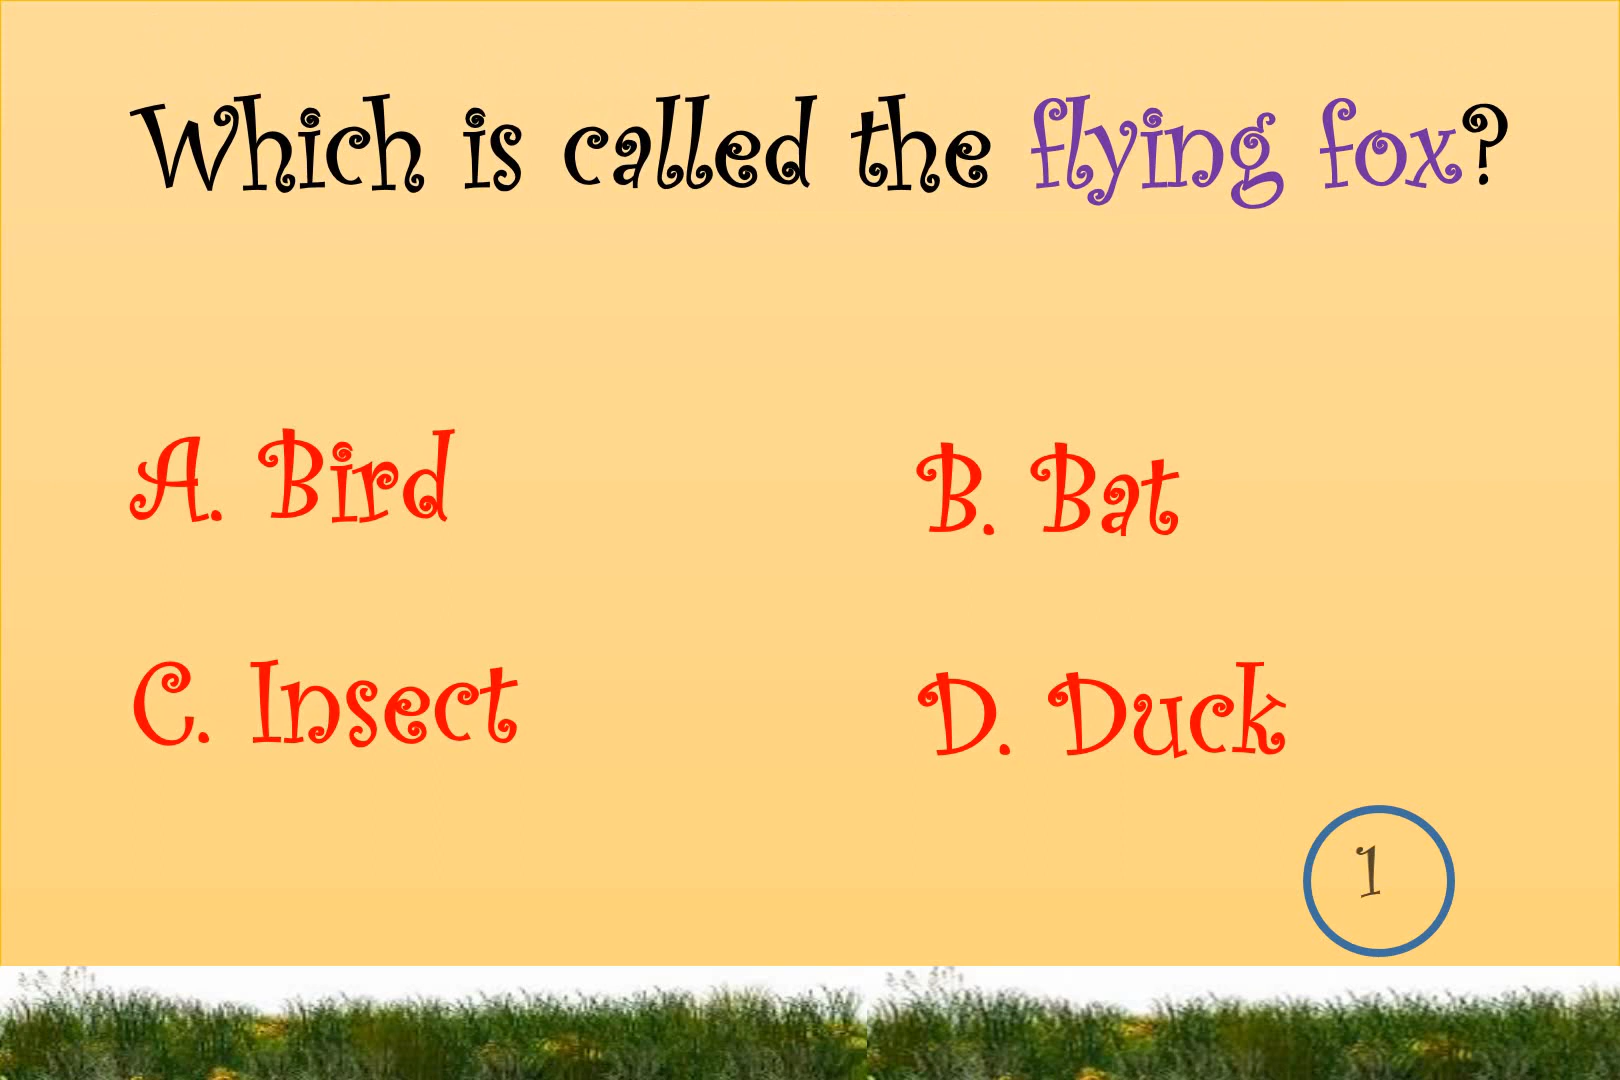 Which is called the flying fox?
A. Bird
B. Bat
C. Insect
D. Duck
1